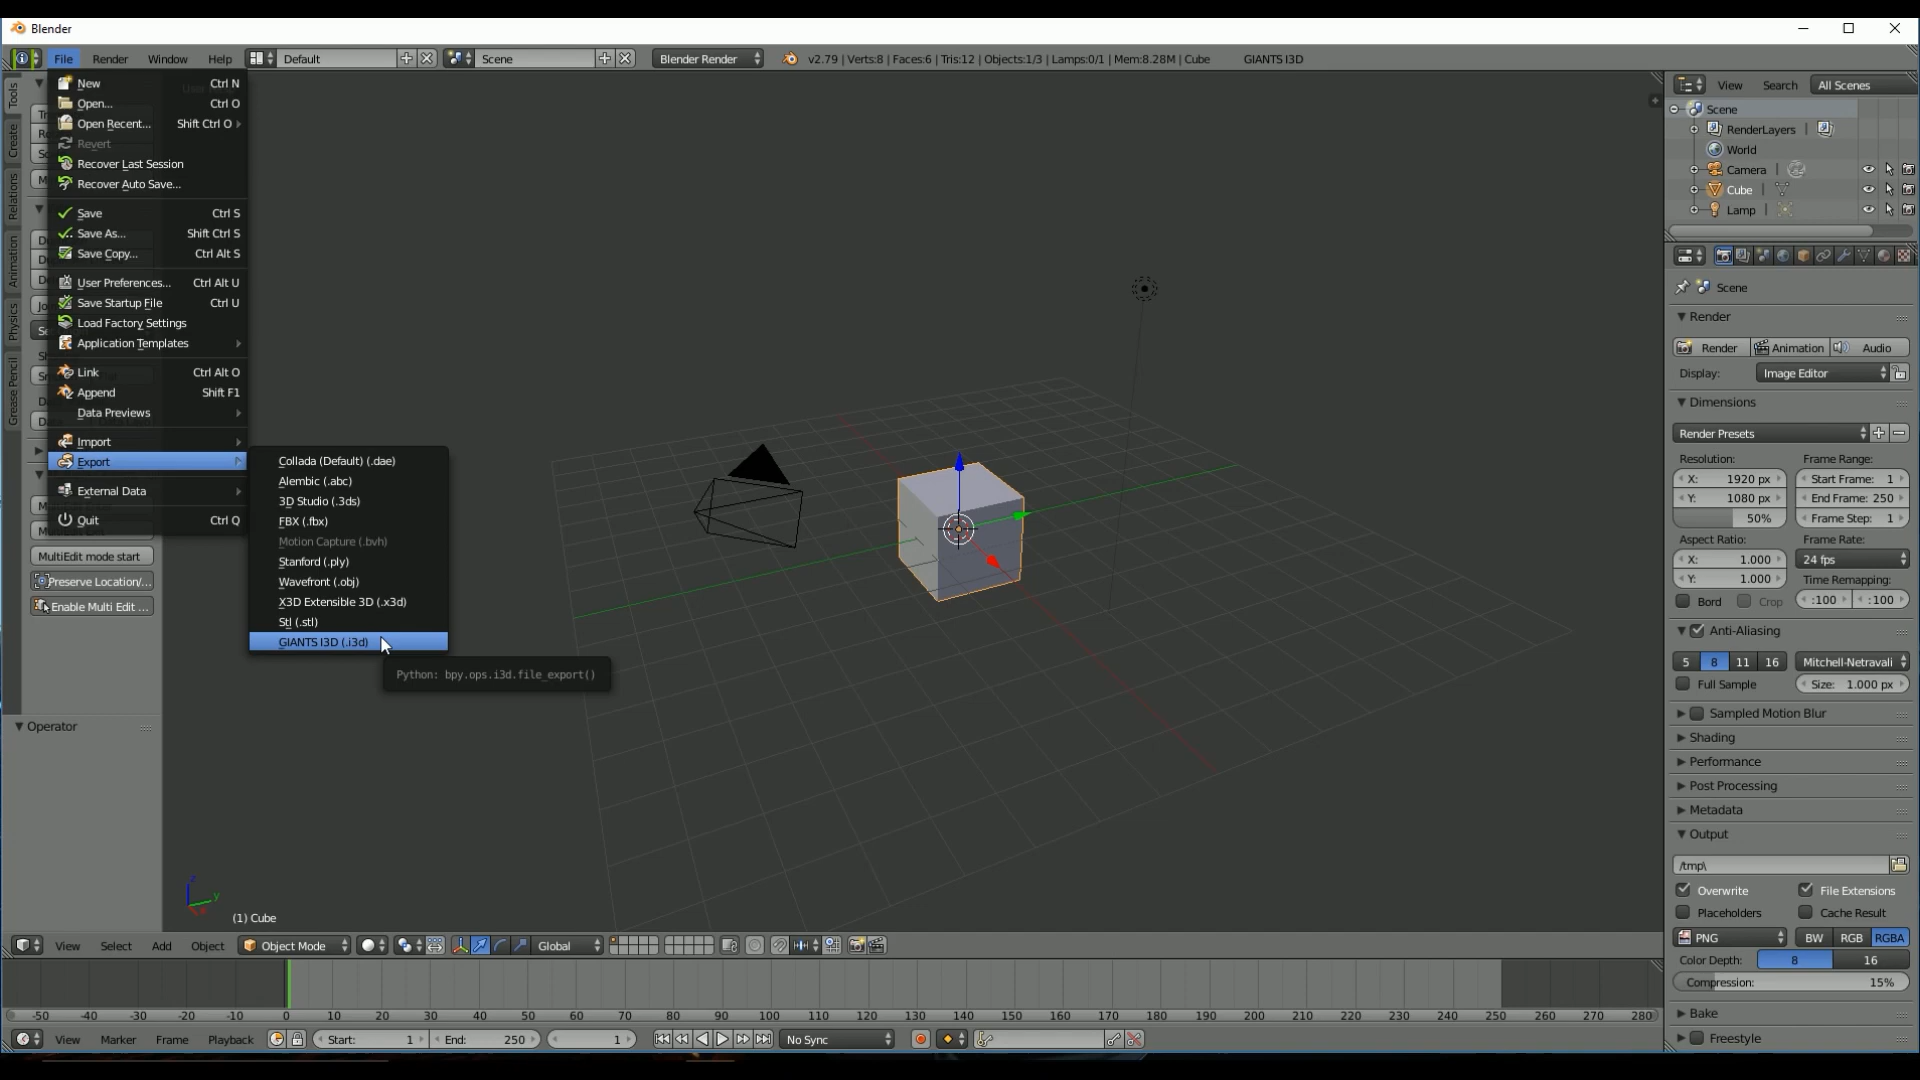 Blender
File Render Window Help Default Scene Blender Render v2.79 | Verts:8 | Faces:6 | Tris:12 | Objects:1/3 | Lamps:0/1 | Mem:8.28M | Cube GIANTS I3D
New Ctrl N
Open... Ctrl O
Open Recent... Shift Ctrl O
Revert
Recover Last Session
Recover Auto Save...
Save Ctrl S
Save As... Shift Ctrl S
Save Copy... Ctrl Alt S
User Preferences... Ctrl Alt U
Save Startup File Ctrl U
Load Factory Settings
Application Templates
Link Ctrl Alt O
Append Shift F1
Data Previews
Import
Export
External Data
Quit Ctrl Q
Collada (Default) (.dae)
Alembic (.abc)
3D Studio (.3ds)
FBX (.fbx)
Motion Capture (.bvh)
Stanford (.ply)
Wavefront (.obj)
X3D Extensible 3D (.x3d)
Stl (.stl)
GIANTS I3D (.i3d)
Python: bpy.ops.i3d.file_export()
Tools
Create
Relations
Animation
Physics
Grease Pencil
MultiEdit mode start
Preserve Location/...
Enable Multi Edit ...
Operator
(1) Cube
View Search All Scenes
Scene
RenderLayers
World
Camera
Cube
Lamp
Scene
Render
Render Animation Audio
Display: Image Editor
Dimensions
Render Presets
Resolution: Frame Range:
X: 1920 px Start Frame: 1
Y: 1080 px End Frame: 250
50% Frame Step: 1
Aspect Ratio: Frame Rate:
X: 1.000 24 fps
Y: 1.000 Time Remapping:
Bord Crop :100 :100
Anti-Aliasing
5 8 11 16 Mitchell-Netravali
Full Sample Size: 1.000 px
Sampled Motion Blur
Shading
Performance
Post Processing
Metadata
Output
/tmp\
Overwrite File Extensions
Placeholders Cache Result
PNG BW RGB RGBA
Color Depth: 8 16
Compression: 15%
Bake
Freestyle
View Select Add Object Object Mode Global
-50 -40 -30 -20 -10 0 10 20 30 40 50 60 70 80 90 100 110 120 130 140 150 160 170 180 190 200 210 220 230 240 250 260 270 280
View Marker Frame Playback Start: 1 End: 250 1 No Sync